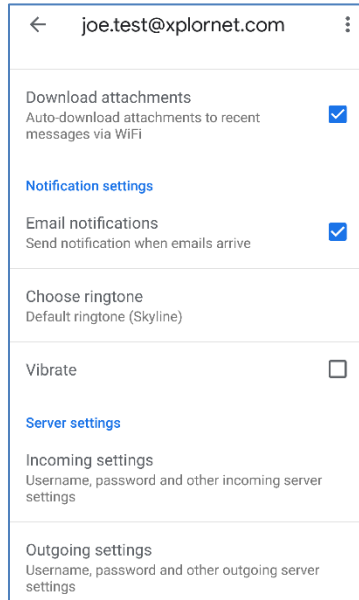 joe.test@xplornet.com
Download attachments
Auto-download attachments to recent
messages via WiFi
Notification settings
Email notifications
Send notification when emails arrive
Choose ringtone
Default ringtone (Skyline)
Vibrate
Server settings
Incoming settings
Username, password and other incoming server
settings
Outgoing settings
Username, password and other outgoing server
settings